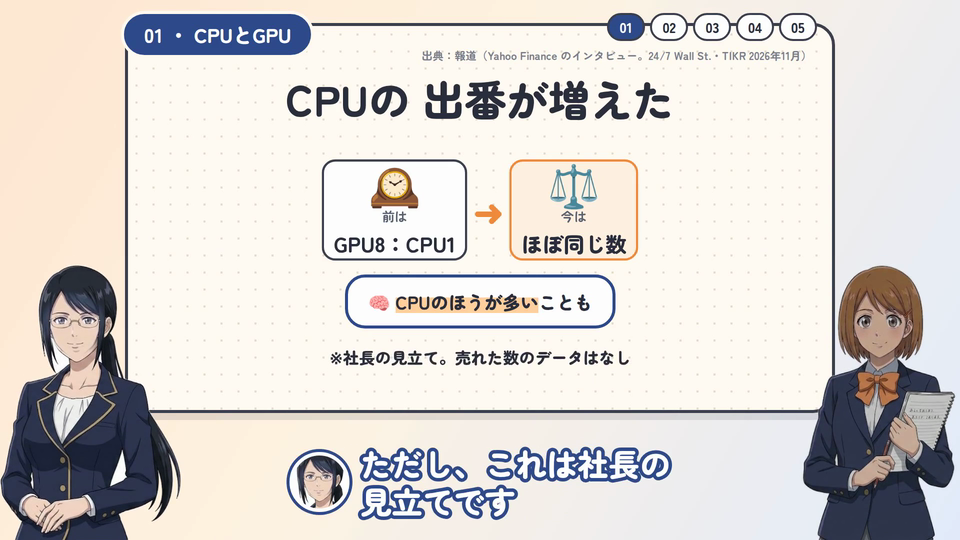 01 ・ CPUとGPU
01 02 03 04 05
出典：報道（Yahoo Finance のインタビュー。24/7 Wall St.・TIKR 2026年11月）
CPUの 出番が増えた
前は
GPU8：CPU1
今は
ほぼ同じ数
CPUのほうが多いことも
※社長の見立て。売れた数のデータはなし
ただし、これは社長の
見立てです